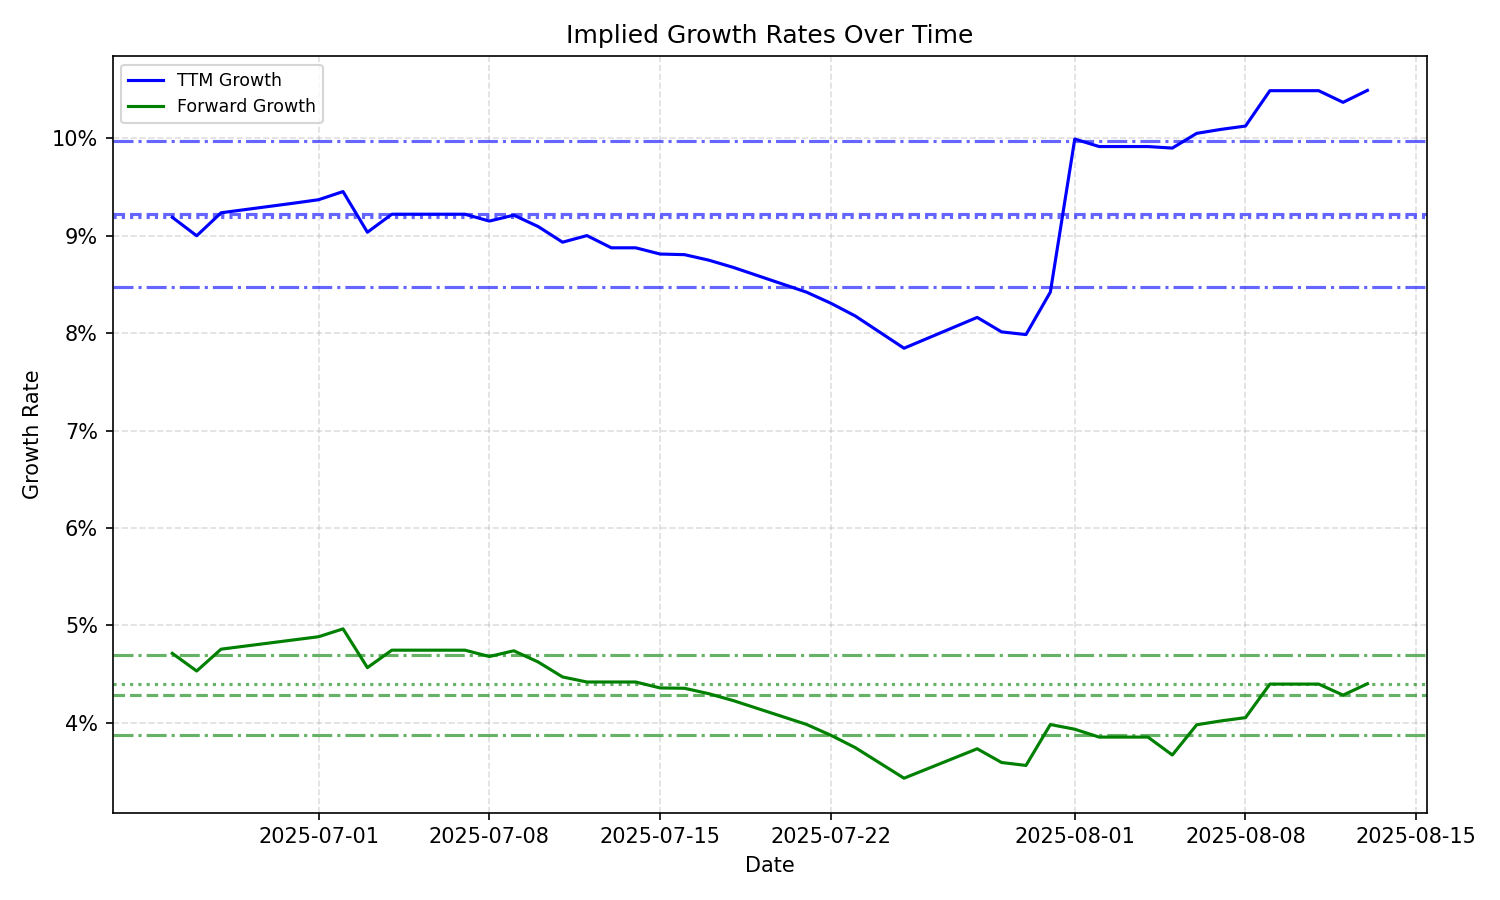 Implied Growth Rates Over Time
TTM Growth
Forward Growth
10%
9%
8%
7%
6%
5%
4%
Growth Rate
2025-07-01
2025-07-08
2025-07-15
2025-07-22
2025-08-01
2025-08-08
2025-08-15
Date